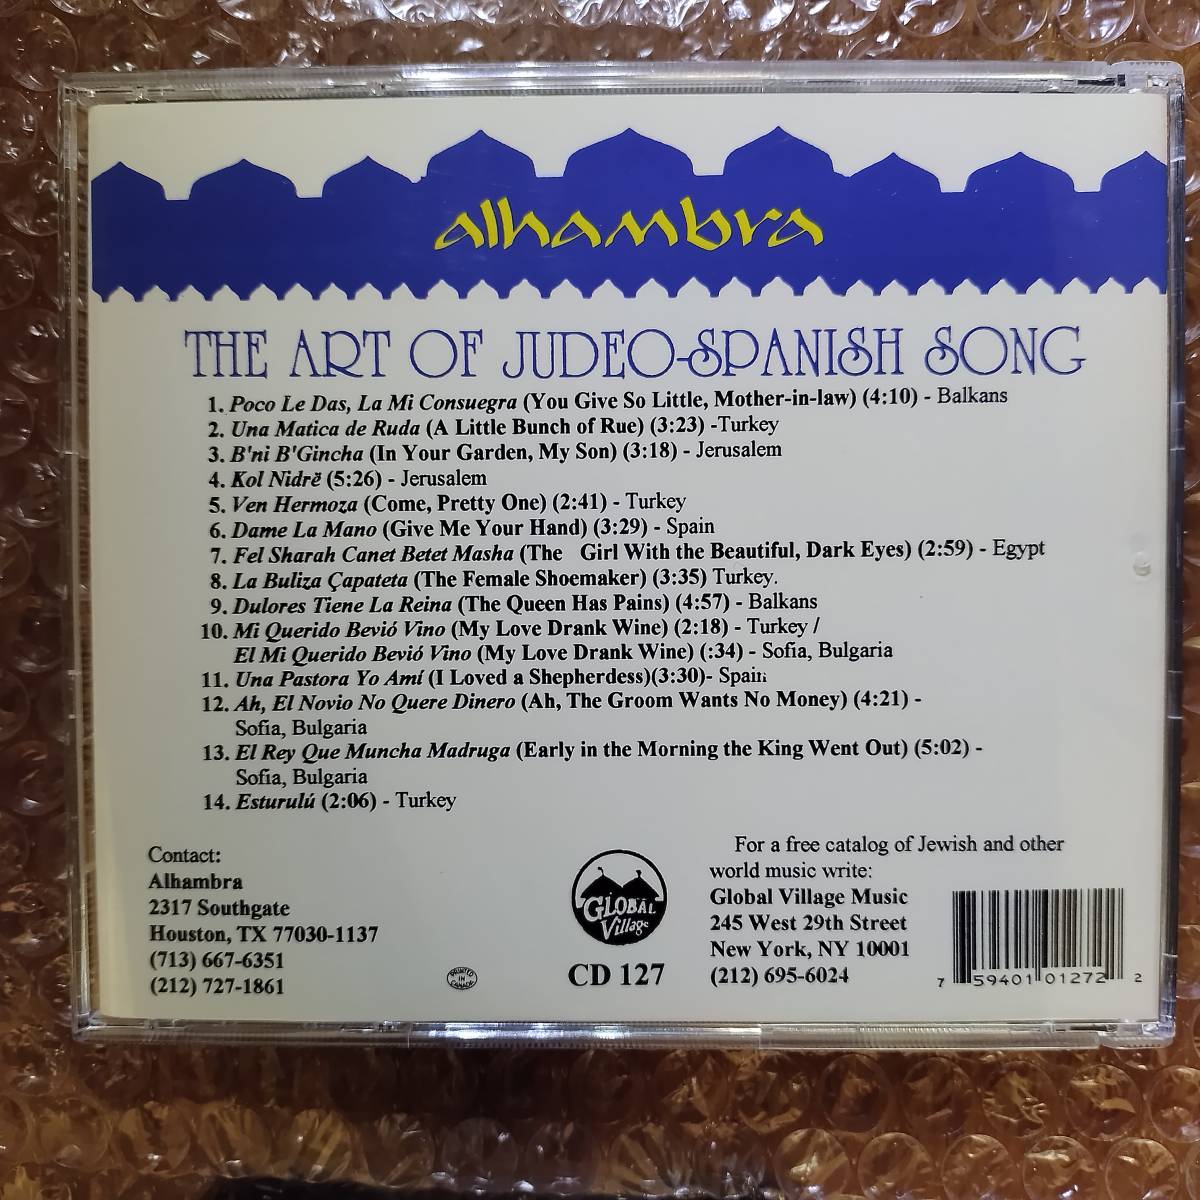 alhambra
THE ART OF JUDEO-SPANISH SONG
1. Poco Le Das, La Mi Consuegra (You Give So Little, Mother-in-law) (4:10) - Balkans
2. Una Matica de Ruda (A Little Bunch of Rue) (3:23) -Turkey
3. B'ni B'Gincha (In Your Garden, My Son) (3:18) - Jerusalem
4. Kol Nidrĕ (5:26) - Jerusalem
5. Ven Hermoza (Come, Pretty One) (2:41) - Turkey
6. Dame La Mano (Give Me Your Hand) (3:29) - Spain
7. Fel Sharah Canet Betet Masha (The Girl With the Beautiful, Dark Eyes) (2:59) - Egypt
8. La Buliza Çapateta (The Female Shoemaker) (3:35) Turkey.
9. Dulores Tiene La Reina (The Queen Has Pains) (4:57) - Balkans
10. Mi Querido Bevió Vino (My Love Drank Wine) (2:18) - Turkey /
El Mi Querido Bevió Vino (My Love Drank Wine) (:34) - Sofia, Bulgaria
11. Una Pastora Yo Amí (I Loved a Shepherdess)(3:30)- Spain
12. Ah, El Novio No Quere Dinero (Ah, The Groom Wants No Money) (4:21) -
Sofia, Bulgaria
13. El Rey Que Muncha Madruga (Early in the Morning the King Went Out) (5:02) -
Sofia, Bulgaria
14. Esturulú (2:06) - Turkey
Contact:
Alhambra
2317 Southgate
Houston, TX 77030-1137
(713) 667-6351
(212) 727-1861
PRINTED
IN
CANADA
GLOBAL
Village
CD 127
For a free catalog of Jewish and other
world music write:
Global Village Music
245 West 29th Street
New York, NY 10001
(212) 695-6024
7 59401 01272 2